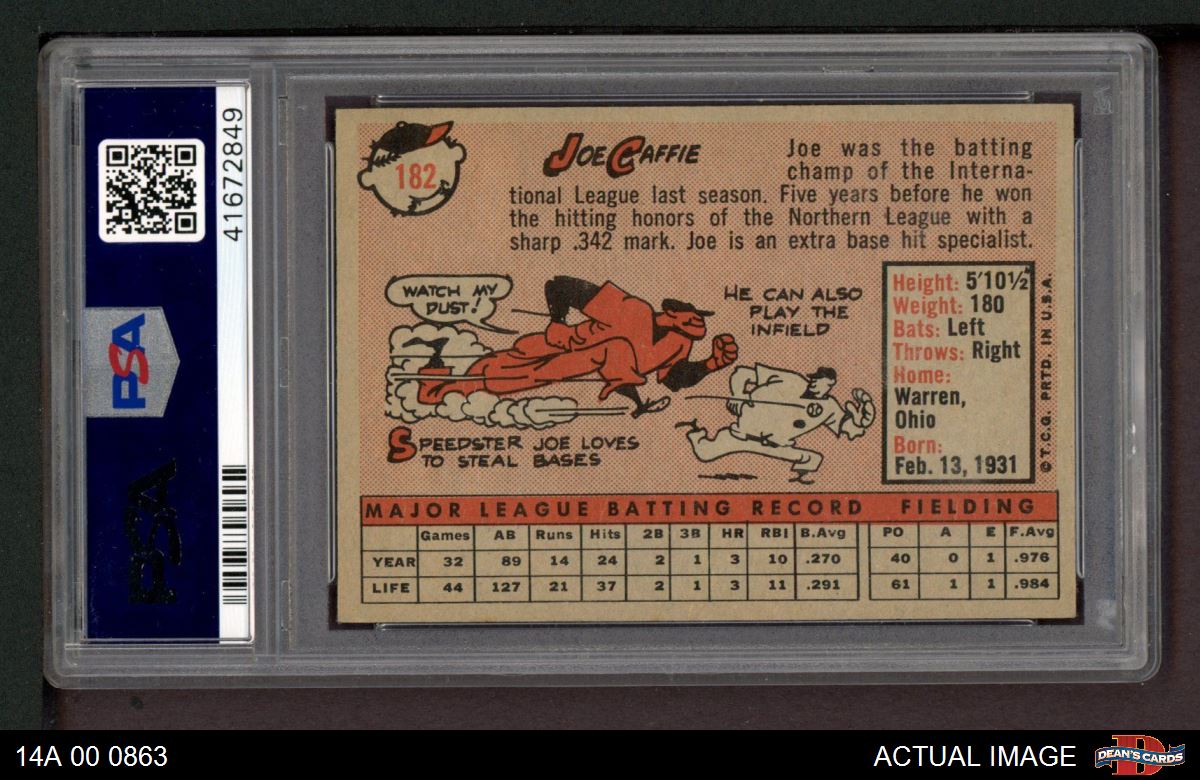 41672849
PSA
PSA
182
JOE CAFFIE
Joe was the batting
champ of the Interna-
tional League last season. Five years before he won
the hitting honors of the Northern League with a
sharp .342 mark. Joe is an extra base hit specialist.
WATCH MY
DUST!
HE CAN ALSO
PLAY THE
INFIELD
SPEEDSTER JOE LOVES
TO STEAL BASES
Height: 5'10½"
Weight: 180
Bats: Left
Throws: Right
Home:
Warren,
Ohio
Born:
Feb. 13, 1931
© T.C.G. PRTD. IN U.S.A.
MAJOR LEAGUE BATTING RECORD FIELDING
Games AB Runs Hits 2B 3B HR RBI B.Avg PO A E F.Avg
YEAR 32 89 14 24 2 1 3 10 .270 40 0 1 .976
LIFE 44 127 21 37 2 1 3 11 .291 61 1 1 .984
14A 00 0863
ACTUAL IMAGE
D
DEAN'S CARDS